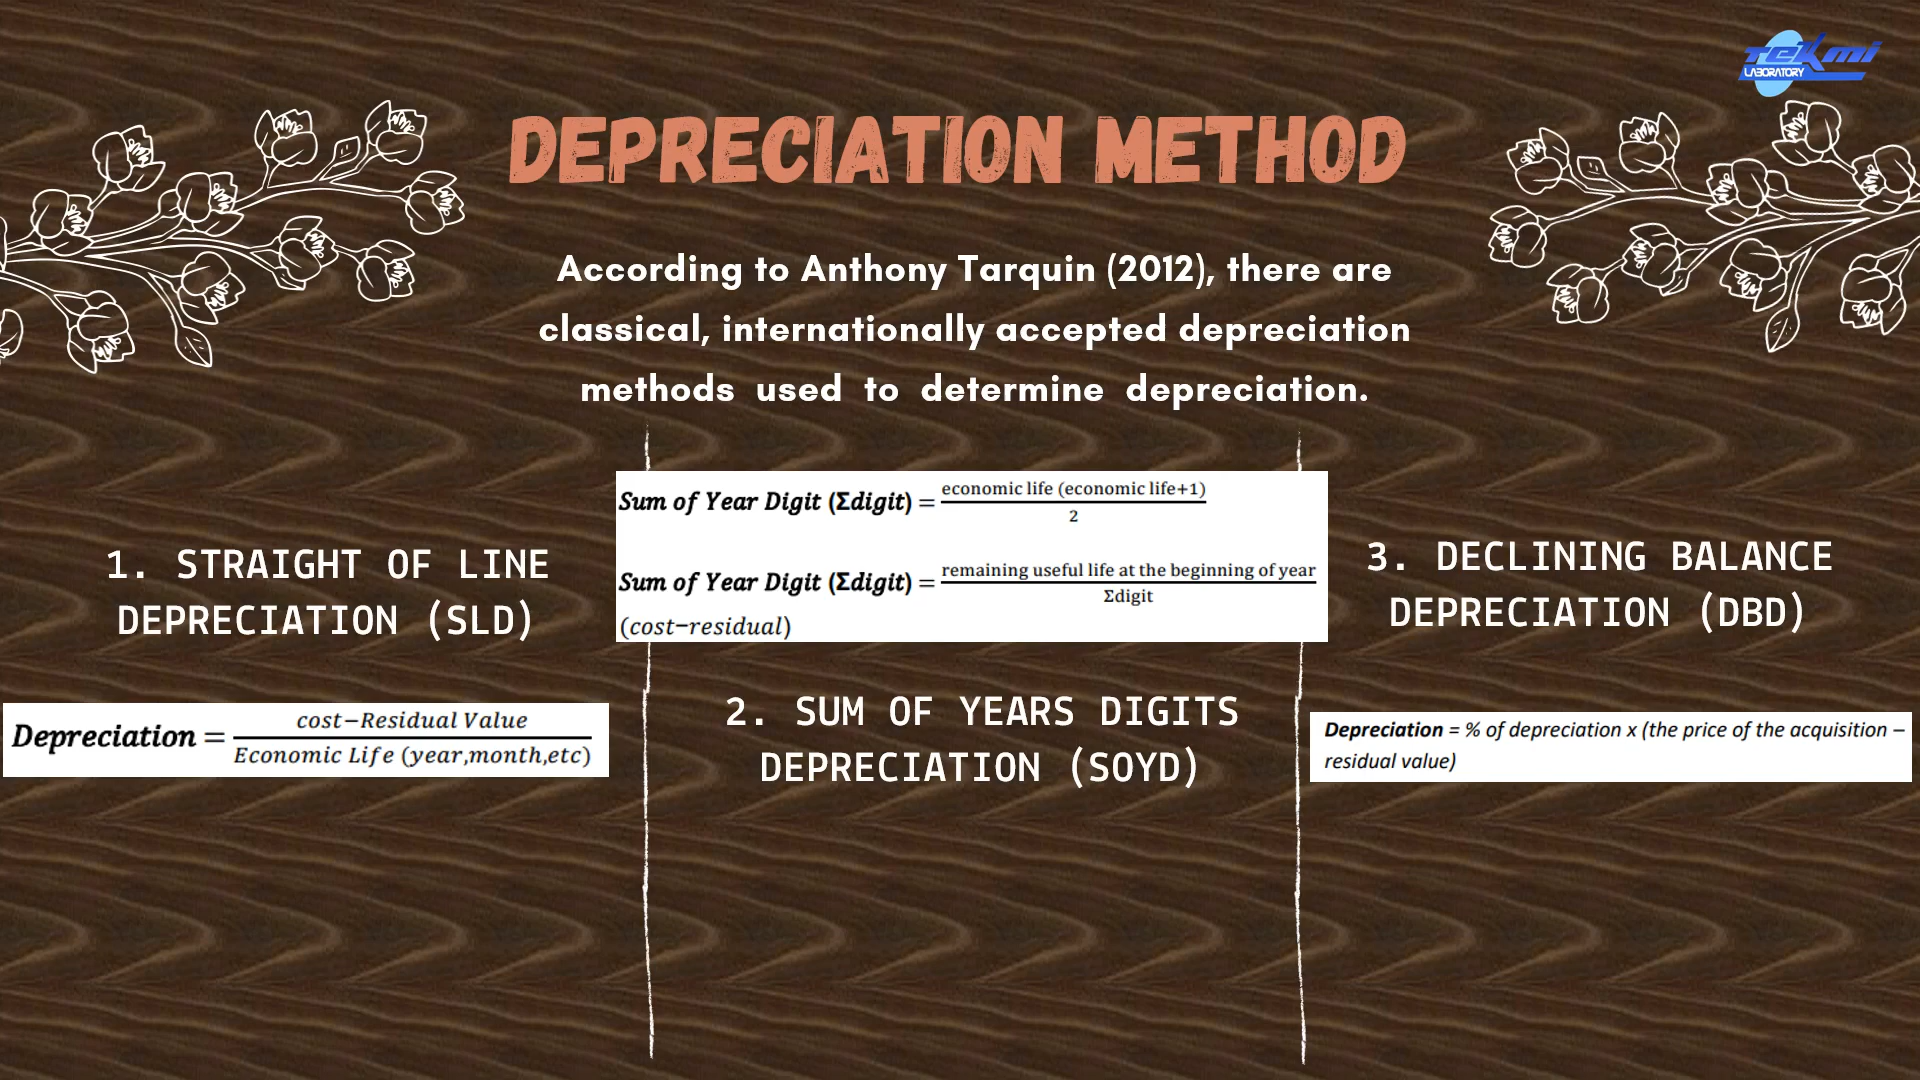 TEKmi
LABORATORY
DEPRECIATION METHOD
According to Anthony Tarquin (2012), there are
classical, internationally accepted depreciation
methods used to determine depreciation.
1. STRAIGHT OF LINE
DEPRECIATION (SLD)
Depreciation = cost−Residual Value / Economic Life (year,month,etc)
Sum of Year Digit (Σdigit) = economic life (economic life+1) / 2
Sum of Year Digit (Σdigit) = remaining useful life at the beginning of year / Σdigit
(cost−residual)
2. SUM OF YEARS DIGITS
DEPRECIATION (SOYD)
3. DECLINING BALANCE
DEPRECIATION (DBD)
Depreciation = % of depreciation x (the price of the acquisition –
residual value)